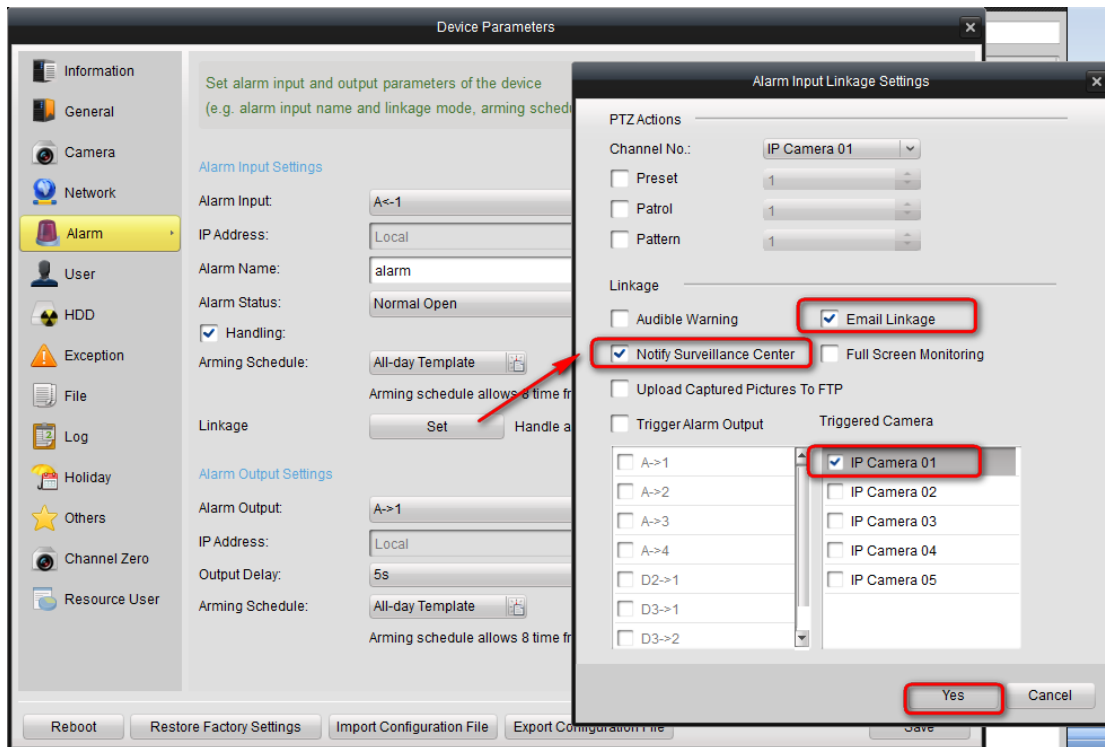 Device Parameters
Information
General
Camera
Network
Alarm
User
HDD
Exception
File
Log
Holiday
Others
Channel Zero
Resource User
Set alarm input and output parameters of the device
(e.g. alarm input name and linkage mode, arming sched
Alarm Input Settings
Alarm Input: A<-1
IP Address: Local
Alarm Name: alarm
Alarm Status: Normal Open
Handling:
Arming Schedule: All-day Template
Arming schedule allows 8 time fr
Linkage Set Handle a
Alarm Output Settings
Alarm Output: A->1
IP Address: Local
Output Delay: 5s
Arming Schedule: All-day Template
Arming schedule allows 8 time fr
Reboot Restore Factory Settings Import Configuration File Export Configuration File Save
Alarm Input Linkage Settings
PTZ Actions
Channel No.: IP Camera 01
Preset 1
Patrol 1
Pattern 1
Linkage
Audible Warning Email Linkage
Notify Surveillance Center Full Screen Monitoring
Upload Captured Pictures To FTP
Trigger Alarm Output Triggered Camera
A->1 IP Camera 01
A->2 IP Camera 02
A->3 IP Camera 03
A->4 IP Camera 04
D2->1 IP Camera 05
D3->1
D3->2
Yes Cancel